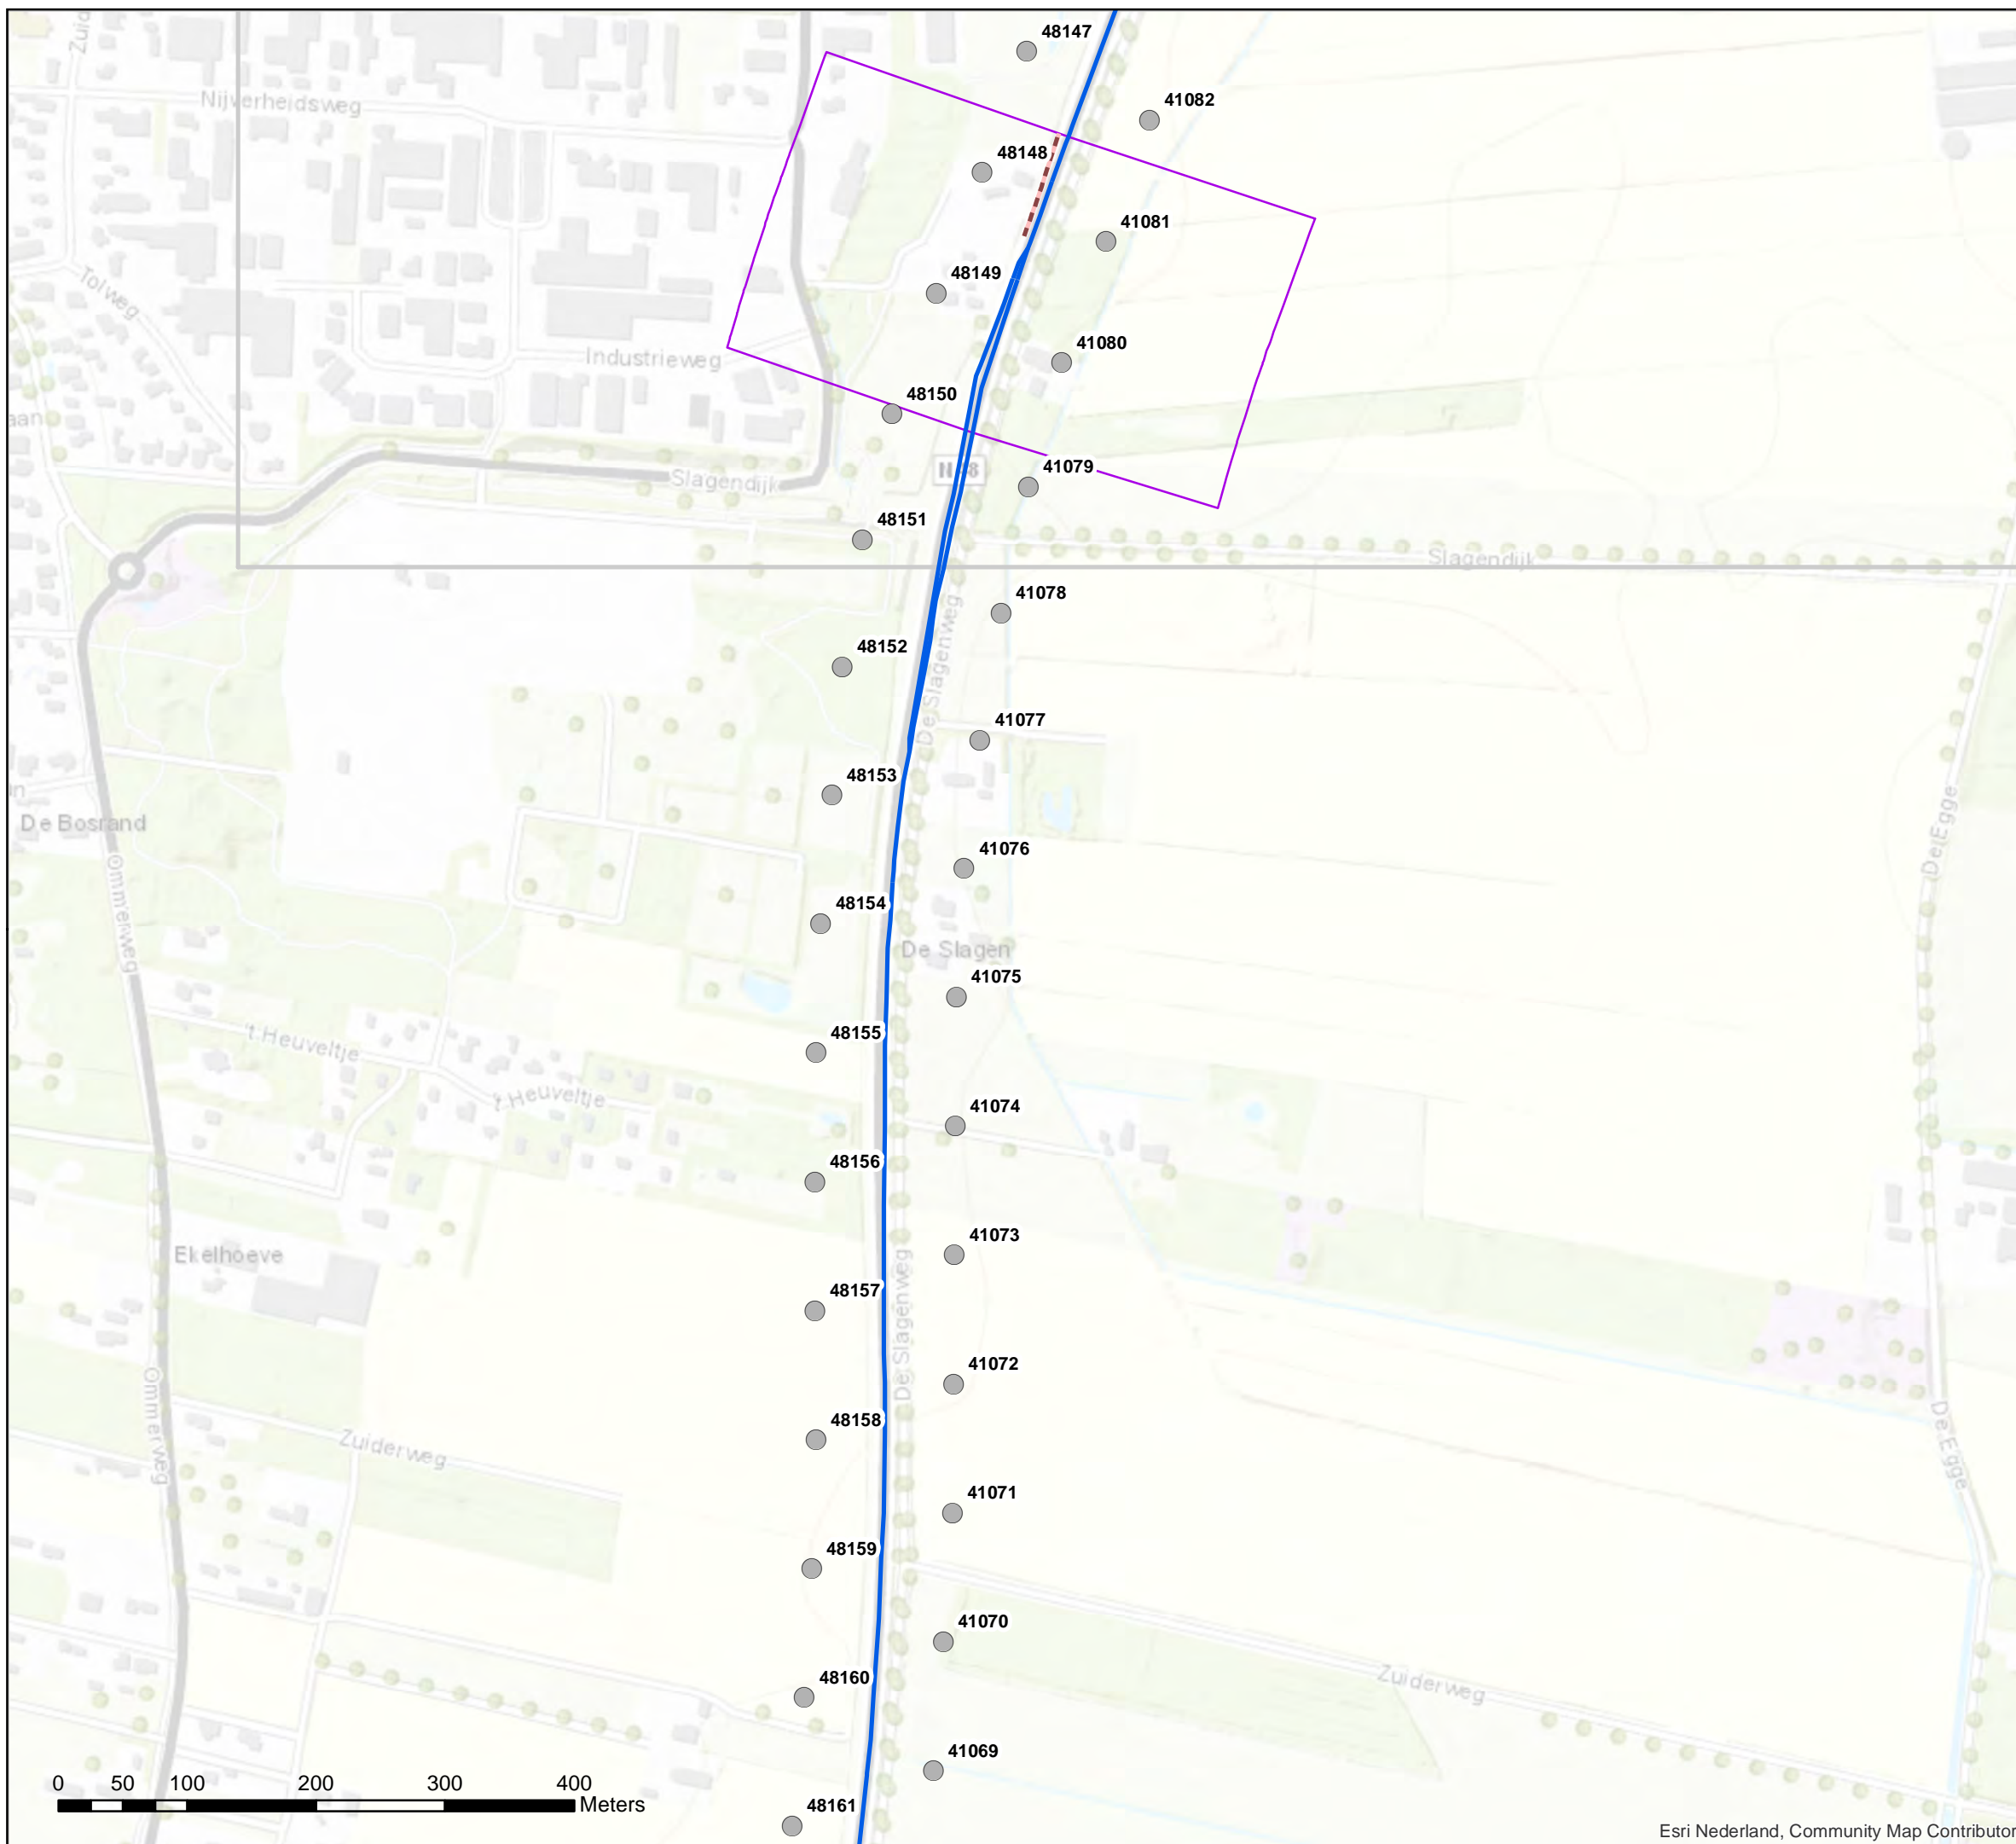 48147
Zuid
41082
Nijverheidsweg
48148
41081
48149
Tolweg
41080
Industrieweg
48150
aan
41079
Slagendijk
48151
Slagendijk
41078
De Slagenweg
48152
41077
48153
De Bosrand
De Egge
41076
Ommerweg
48154
De Slagen
41075
48155
't Heuveltje
't Heuveltje
41074
48156
41073
Ekelhoeve
48157
De Slagenweg
41072
Ommerweg
48158
De Egge
Zuiderweg
41071
48159
41070
Zuiderweg
48160
41069
0 50 100 200 300 400
Meters
48161
Esri Nederland, Community Map Contributor